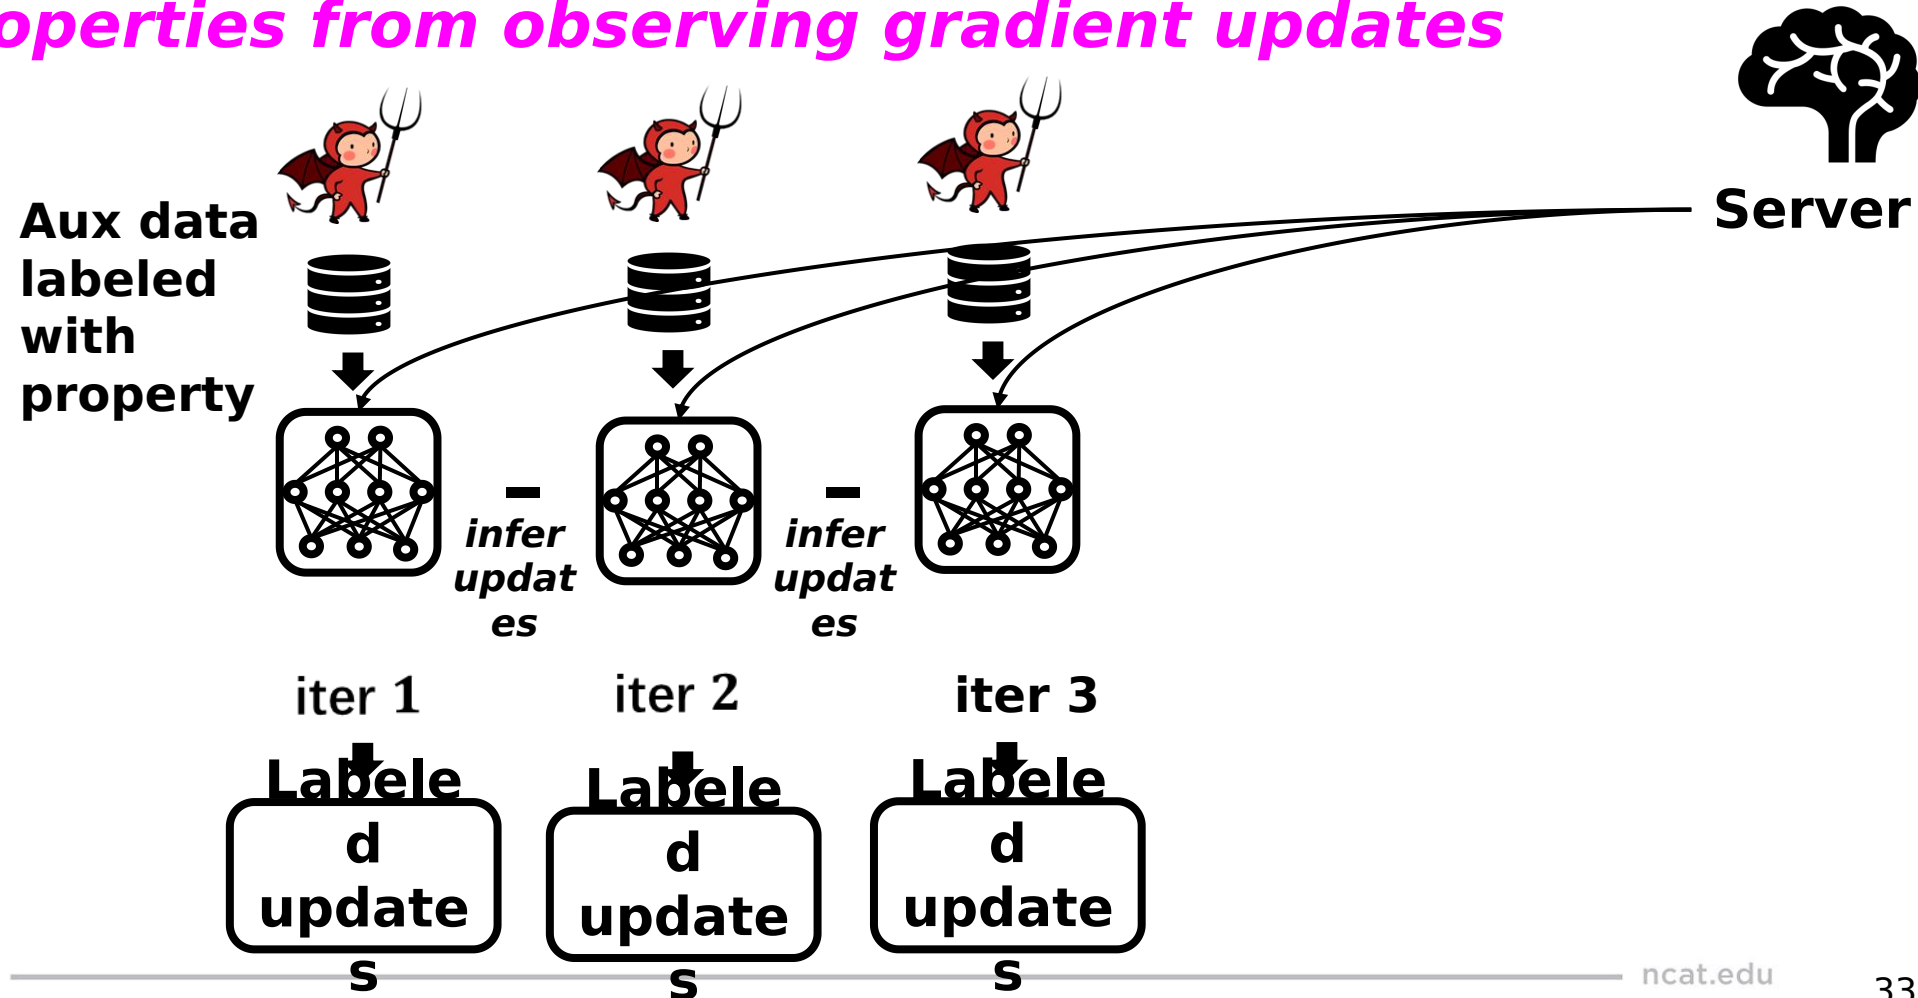 operties from observing gradient updates
Server
Aux data
labeled
with
property
infer
updat
es
infer
updat
es
iter 1
iter 2
iter 3
Labele
d
update
s
Labele
d
update
s
Labele
d
update
s
ncat.edu
33